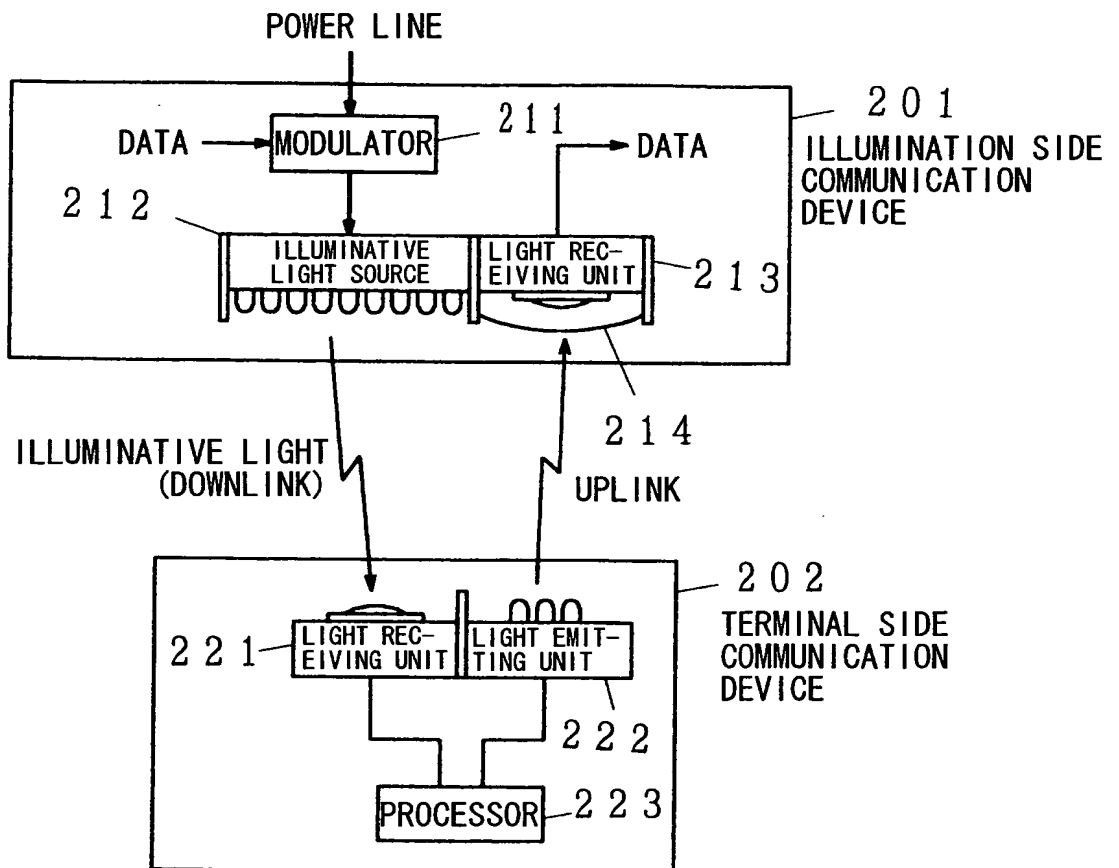 POWER LINE
201
ILLUMINATION SIDE
COMMUNICATION
DEVICE
DATA
MODULATOR
211
DATA
212
ILLUMINATIVE
LIGHT SOURCE
LIGHT REC-
EIVING UNIT
213
214
ILLUMINATIVE LIGHT
(DOWNLINK)
UPLINK
202
TERMINAL SIDE
COMMUNICATION
DEVICE
221
LIGHT REC-
EIVING UNIT
LIGHT EMIT-
TING UNIT
222
PROCESSOR
223